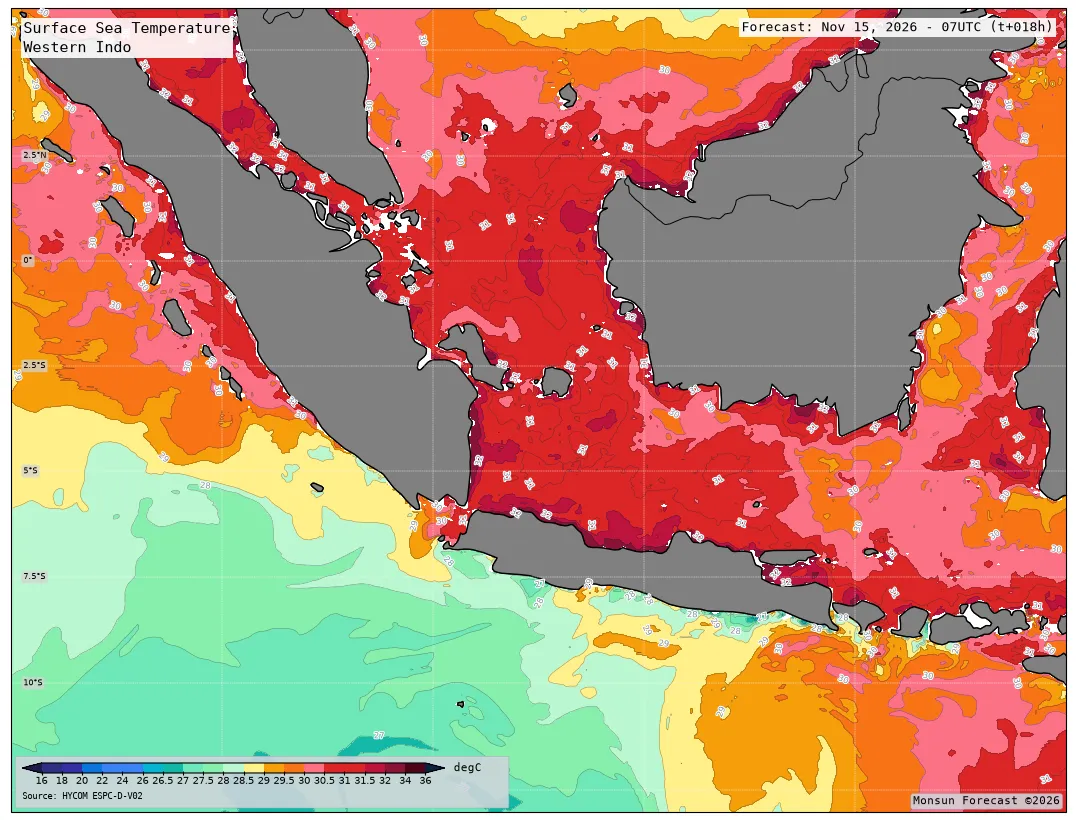 Surface Sea Temperature
Western Indo
Forecast: Nov 15, 2026 - 07UTC (t+018h)
2.5°N
0°
2.5°S
5°S
7.5°S
10°S
16 18 20 22 24 26 26.5 27 27.5 28 28.5 29 29.5 30 30.5 31 31.5 32 34 36
degC
Source: HYCOM ESPC-D-V02
Monsun Forecast ©2026